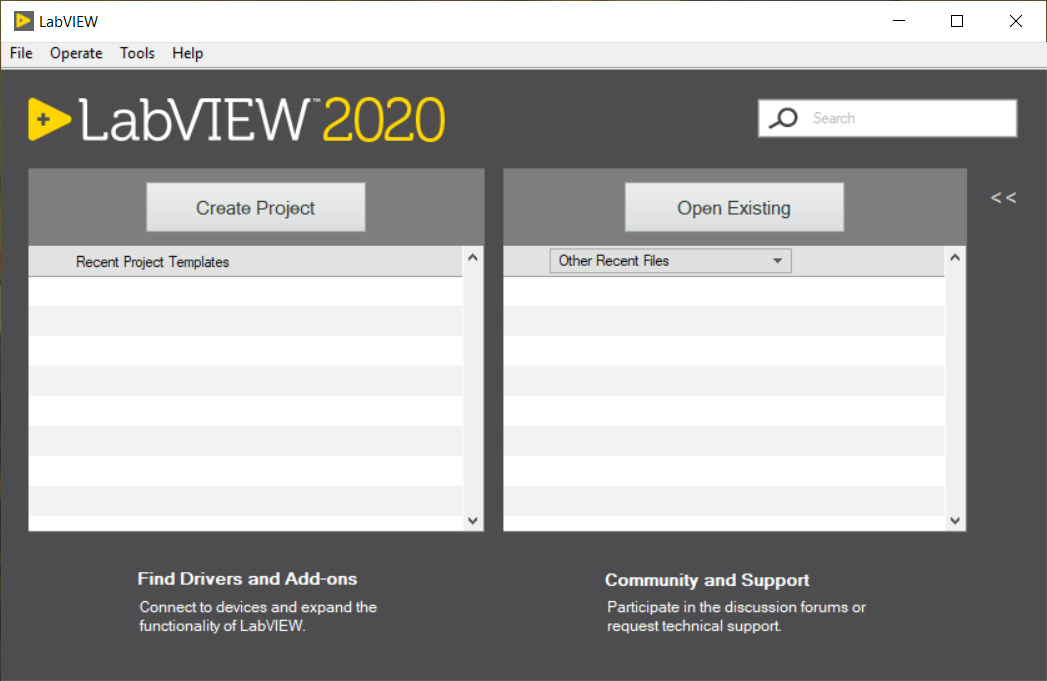 LabVIEW
File Operate Tools Help
LabVIEW™ 2020
Search
Create Project
Open Existing
<<
Recent Project Templates
Other Recent Files
Find Drivers and Add-ons
Connect to devices and expand the
functionality of LabVIEW.
Community and Support
Participate in the discussion forums or
request technical support.